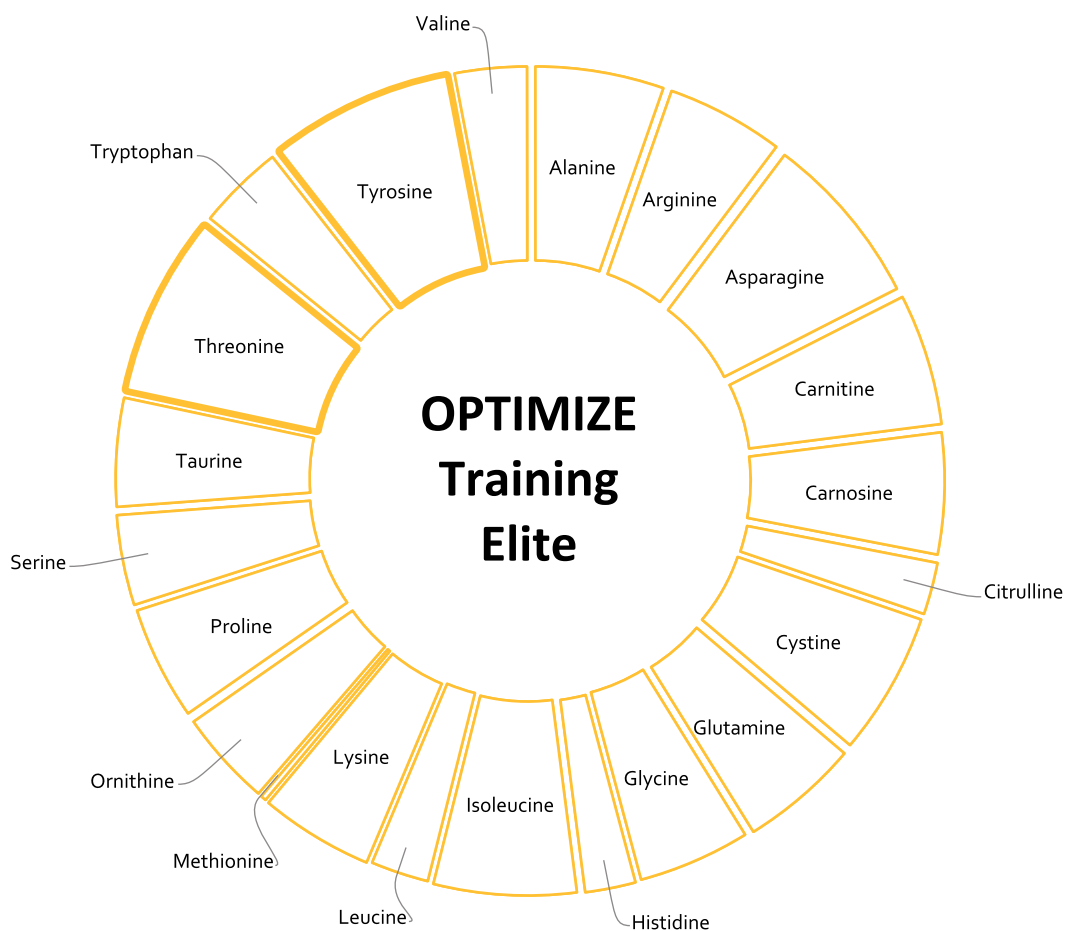 Valine
Alanine
Arginine
Asparagine
Carnitine
Carnosine
Citrulline
Cystine
Glutamine
Glycine
Histidine
Isoleucine
Leucine
Lysine
Methionine
Ornithine
Proline
Serine
Taurine
Threonine
Tryptophan
Tyrosine
OPTIMIZE
Training
Elite